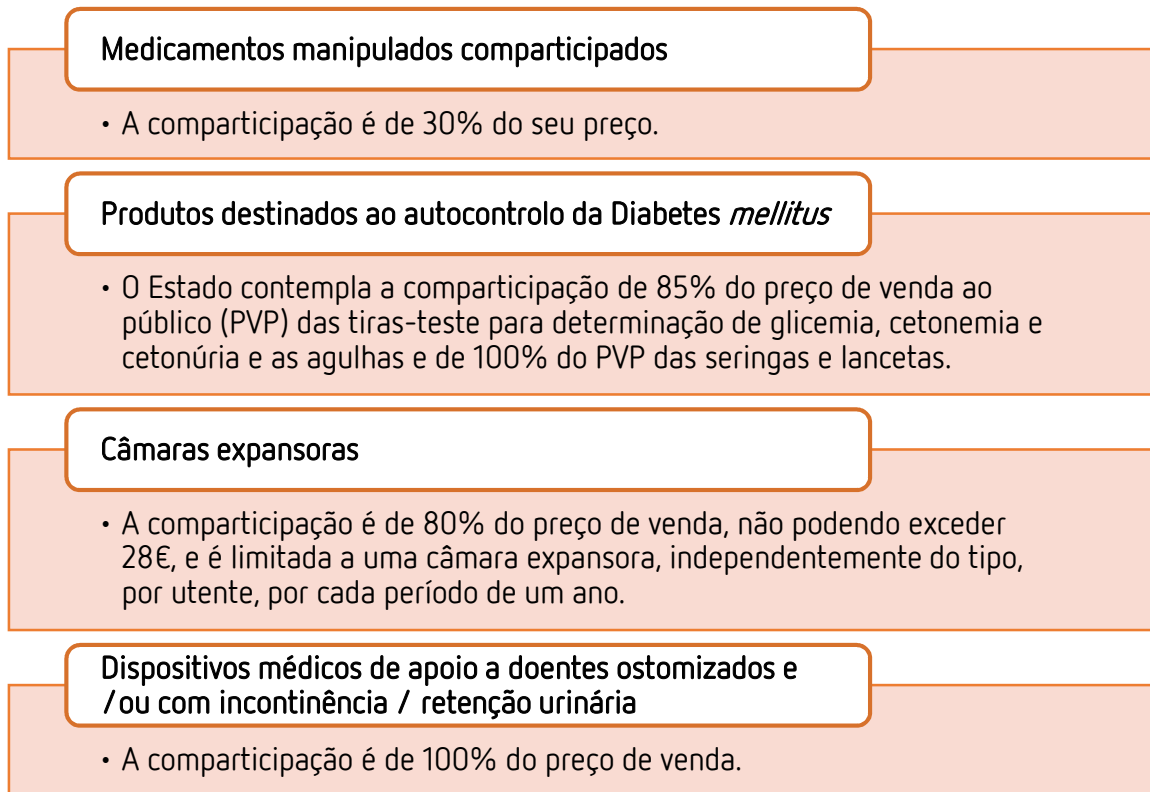 Medicamentos manipulados comparticipados
• A comparticipação é de 30% do seu preço.
Produtos destinados ao autocontrolo da Diabetes mellitus
• O Estado contempla a comparticipação de 85% do preço de venda ao
público (PVP) das tiras-teste para determinação de glicemia, cetonemia e
cetonúria e as agulhas e de 100% do PVP das seringas e lancetas.
Câmaras expansoras
• A comparticipação é de 80% do preço de venda, não podendo exceder
28€, e é limitada a uma câmara expansora, independentemente do tipo,
por utente, por cada período de um ano.
Dispositivos médicos de apoio a doentes ostomizados e
/ou com incontinência / retenção urinária
• A comparticipação é de 100% do preço de venda.